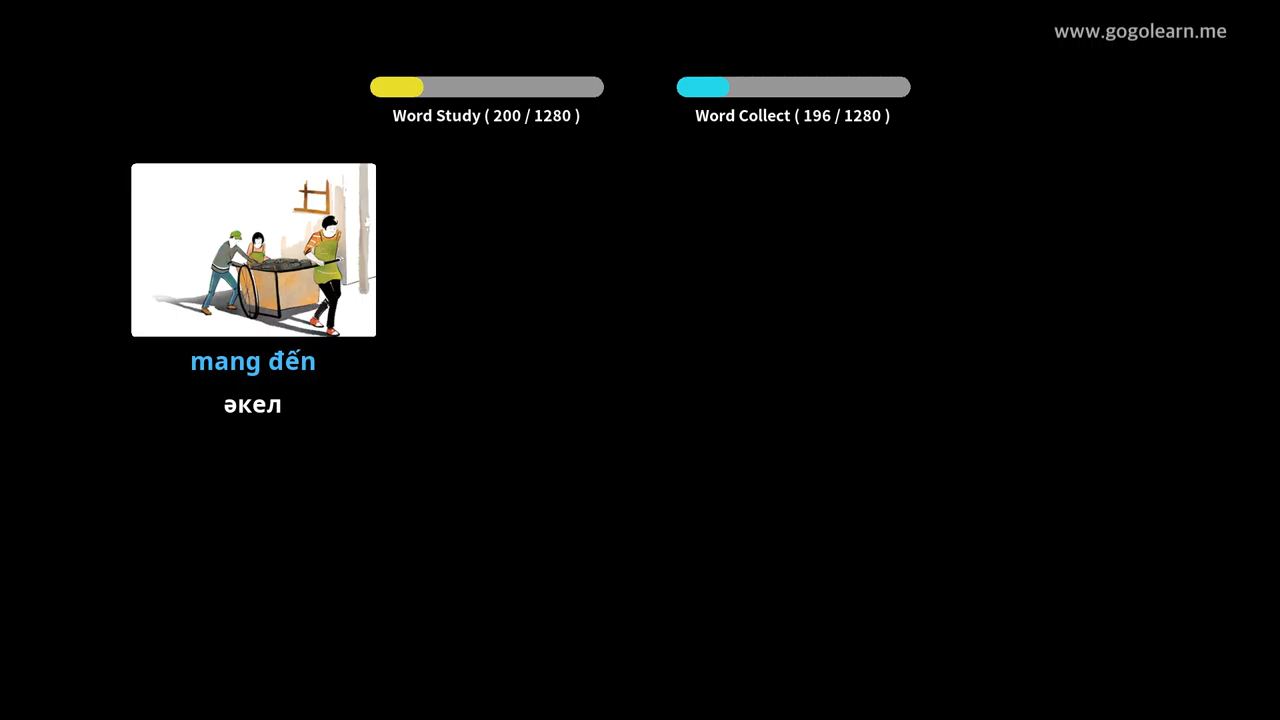 www.gogolearn.me
Word Study ( 200 / 1280 )
Word Collect ( 196 / 1280 )
mang đến
әкел